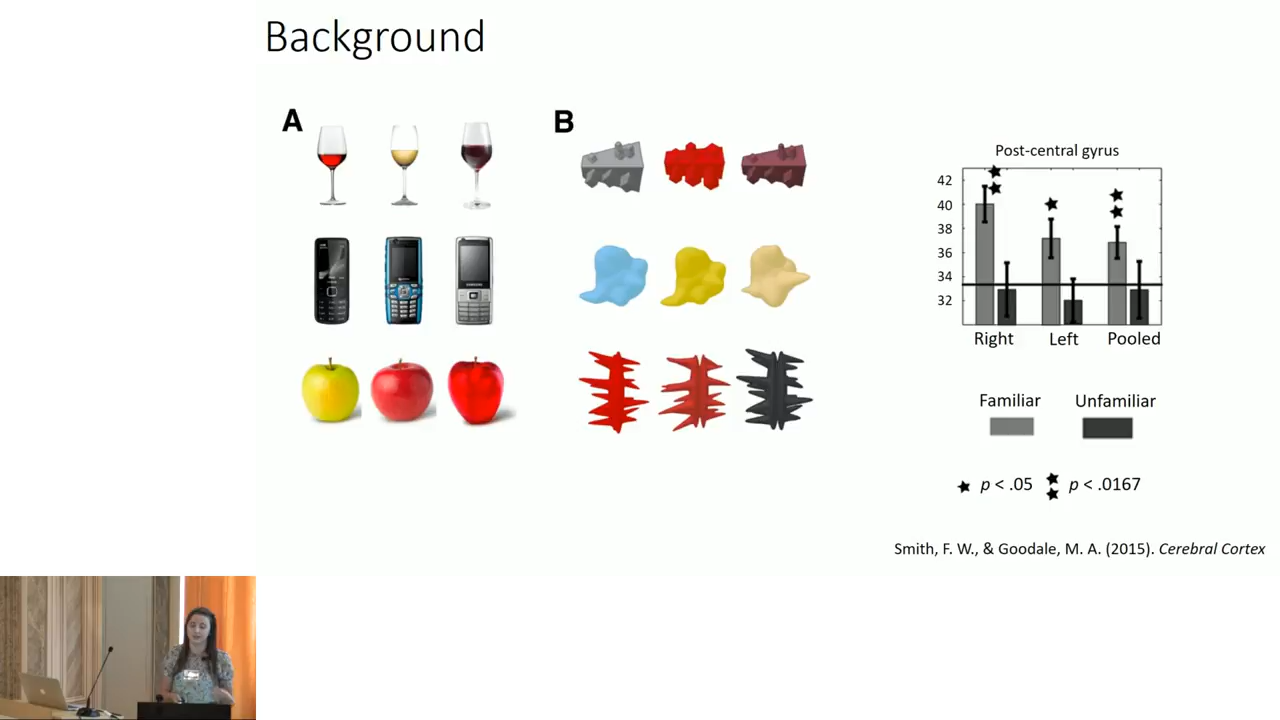 Background
A
B
Post-central gyrus
42
40
38
36
34
32
Right Left Pooled
Familiar Unfamiliar
p < .05 p < .0167
Smith, F. W., & Goodale, M. A. (2015). Cerebral Cortex